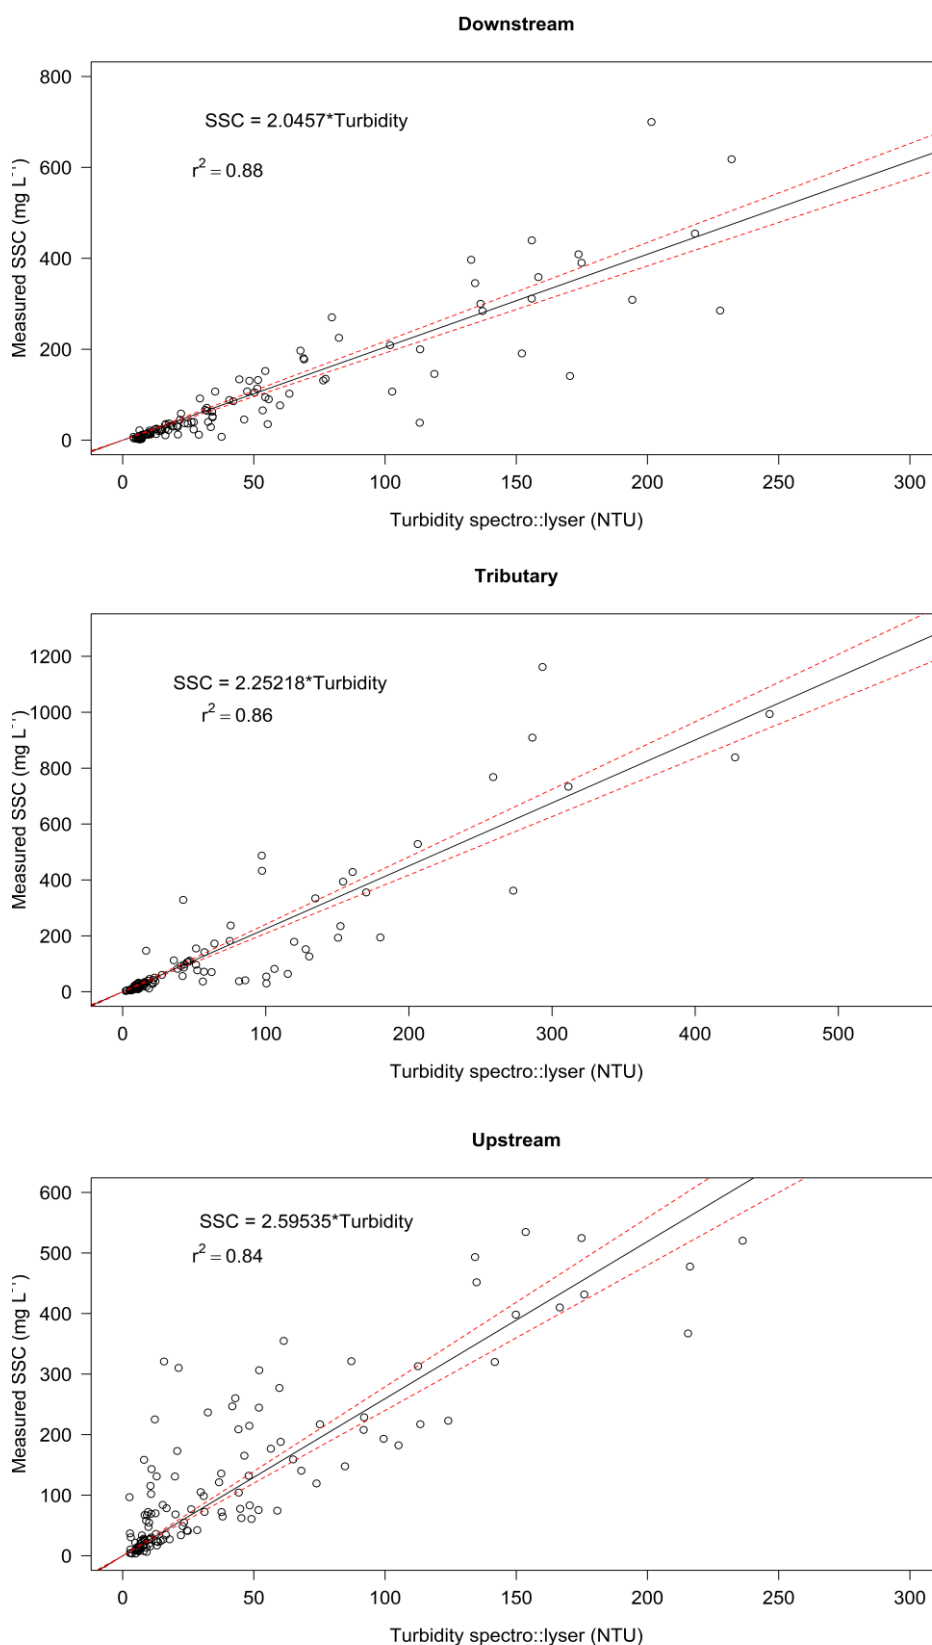 Downstream
SSC = 2.0457*Turbidity
r² = 0.88
Measured SSC (mg L⁻¹)
800
600
400
200
0
0 50 100 150 200 250 300
Turbidity spectro::lyser (NTU)
Tributary
SSC = 2.25218*Turbidity
r² = 0.86
Measured SSC (mg L⁻¹)
1200
1000
800
600
400
200
0
0 100 200 300 400 500
Turbidity spectro::lyser (NTU)
Upstream
SSC = 2.59535*Turbidity
r² = 0.84
Measured SSC (mg L⁻¹)
600
500
400
300
200
100
0
0 50 100 150 200 250 300
Turbidity spectro::lyser (NTU)